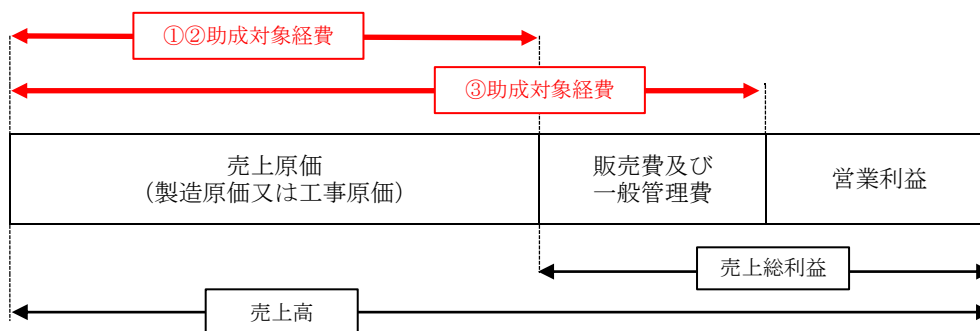 ①②助成対象経費
③助成対象経費
売上原価
(製造原価又は工事原価)
販売費及び
一般管理費
営業利益
売上総利益
売上高